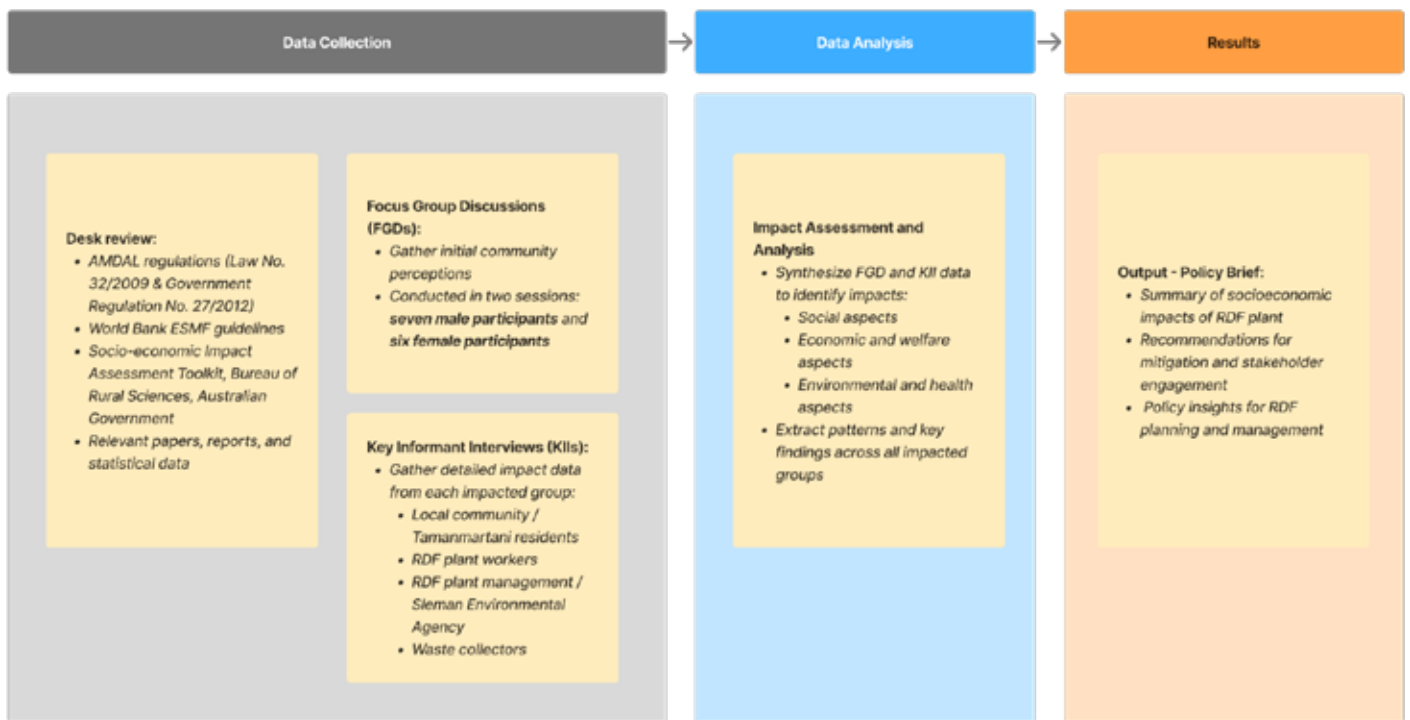 Data Collection
Data Analysis
Results
Desk review:
• AMDAL regulations (Law No.
32/2009 & Government
Regulation No. 27/2012)
• World Bank ESMF guidelines
• Socio-economic Impact
Assessment Toolkit, Bureau of
Rural Sciences, Australian
Government
• Relevant papers, reports, and
statistical data
Focus Group Discussions
(FGDs):
• Gather initial community
perceptions
• Conducted in two sessions:
seven male participants and
six female participants
Key Informant Interviews (KIIs):
• Gather detailed impact data
from each impacted group:
• Local community /
Tamanmartani residents
• RDF plant workers
• RDF plant management /
Sleman Environmental
Agency
• Waste collectors
Impact Assessment and
Analysis
• Synthesize FGD and KII data
to identify impacts:
• Social aspects
• Economic and welfare
aspects
• Environmental and health
aspects
• Extract patterns and key
findings across all impacted
groups
Output - Policy Brief:
• Summary of socioeconomic
impacts of RDF plant
• Recommendations for
mitigation and stakeholder
engagement
• Policy insights for RDF
planning and management